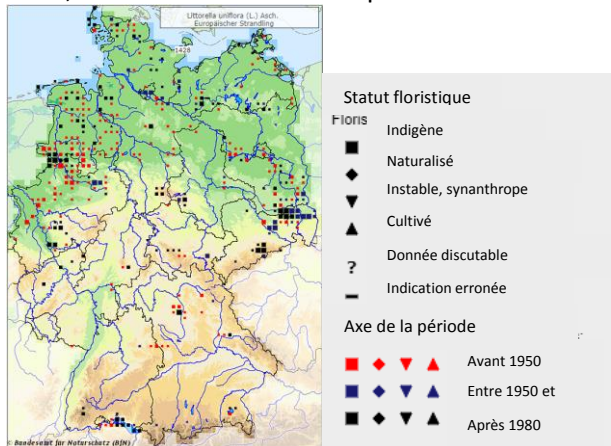 Littorella uniflora (L.) Asch.
Europäischer Strandling
1428
© Bundesamt für Naturschutz (BfN)
Statut floristique
Floris
Indigène
Naturalisé
Instable, synanthrope
Cultivé
? Donnée discutable
Indication erronée
Axe de la période
Avant 1950
Entre 1950 et
Après 1980